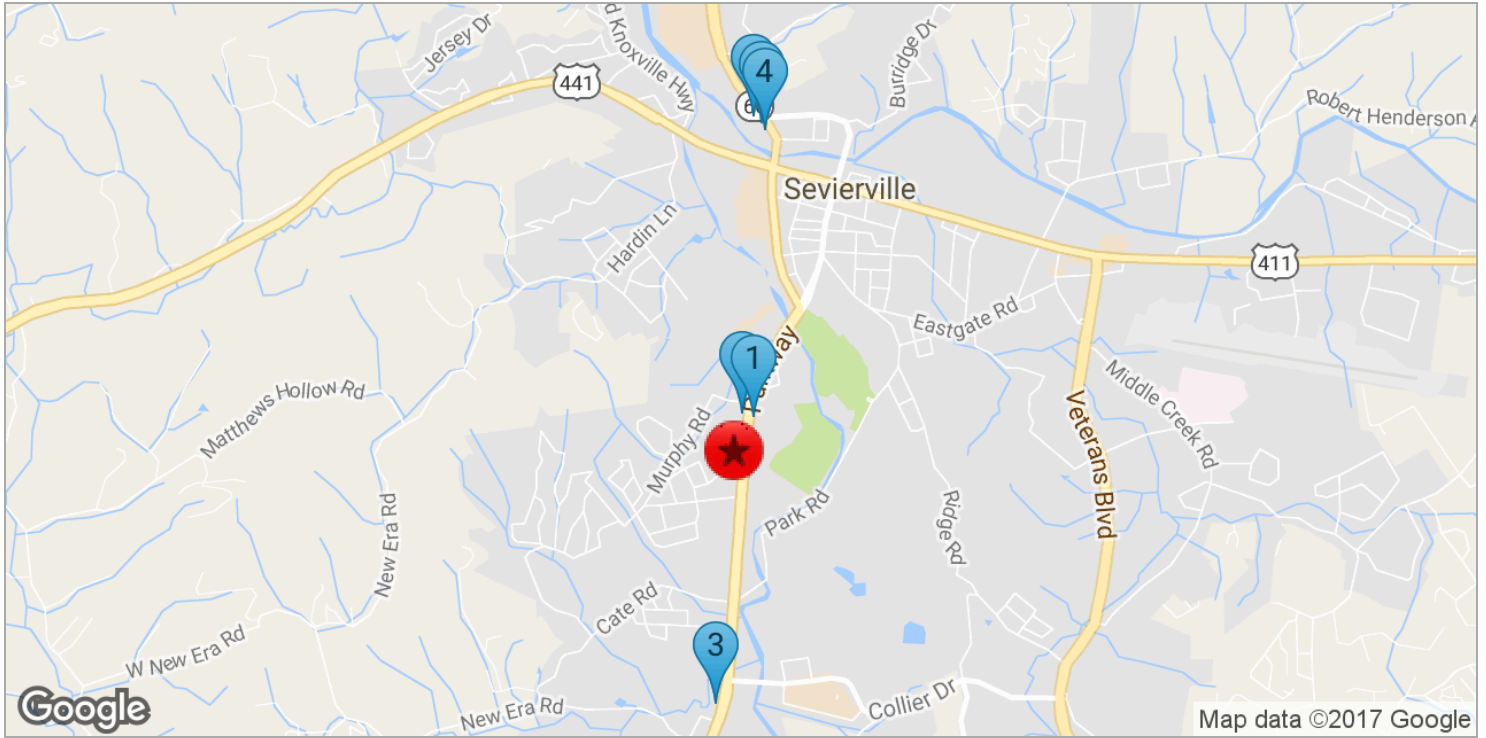 Jersey Dr
d Knoxville Hwy
441
4
6
Burridge Dr
Robert Henderson
Sevierville
Hardin Ln
411
Eastgate Rd
1
Matthews Hollow Rd
Murphy Rd
Middle Creek Rd
Veterans Blvd
Park Rd
Ridge Rd
New Era Rd
Cate Rd
W New Era Rd
3
New Era Rd
Collier Dr
Google
Map data ©2017 Google